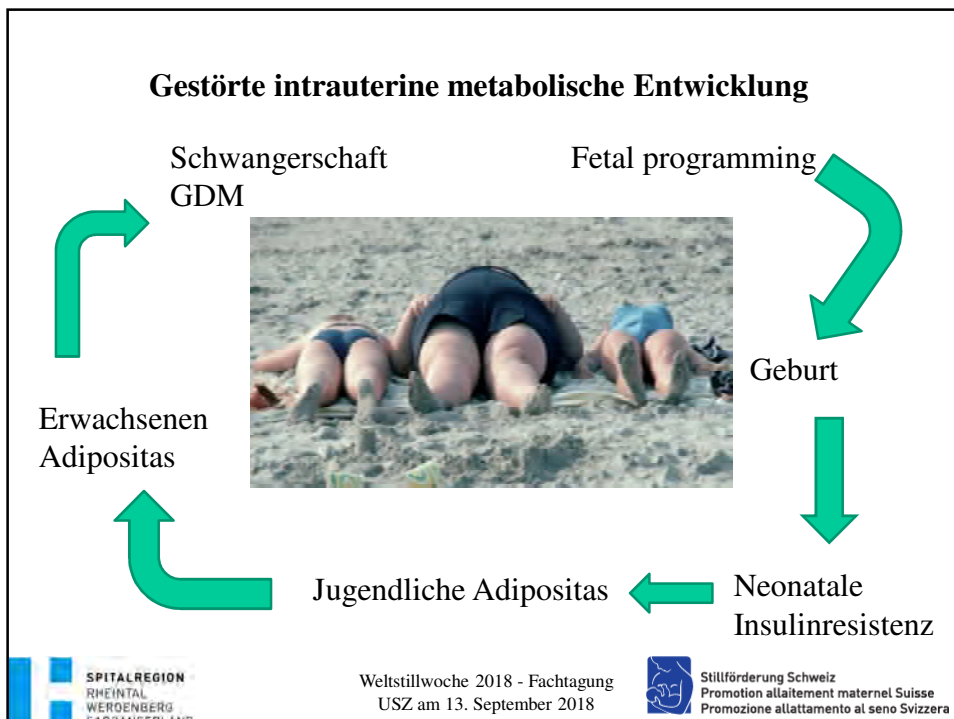 Gestörte intrauterine metabolische Entwicklung
Schwangerschaft
GDM
Fetal programming
Geburt
Erwachsenen
Adipositas
Jugendliche Adipositas
Neonatale
Insulinresistenz
SPITALREGION
RHEINTAL
WERDENBERG
SARGANSERLAND
Weltstillwoche 2018 - Fachtagung
USZ am 13. September 2018
Stillförderung Schweiz
Promotion allaitement maternel Suisse
Promozione allattamento al seno Svizzera